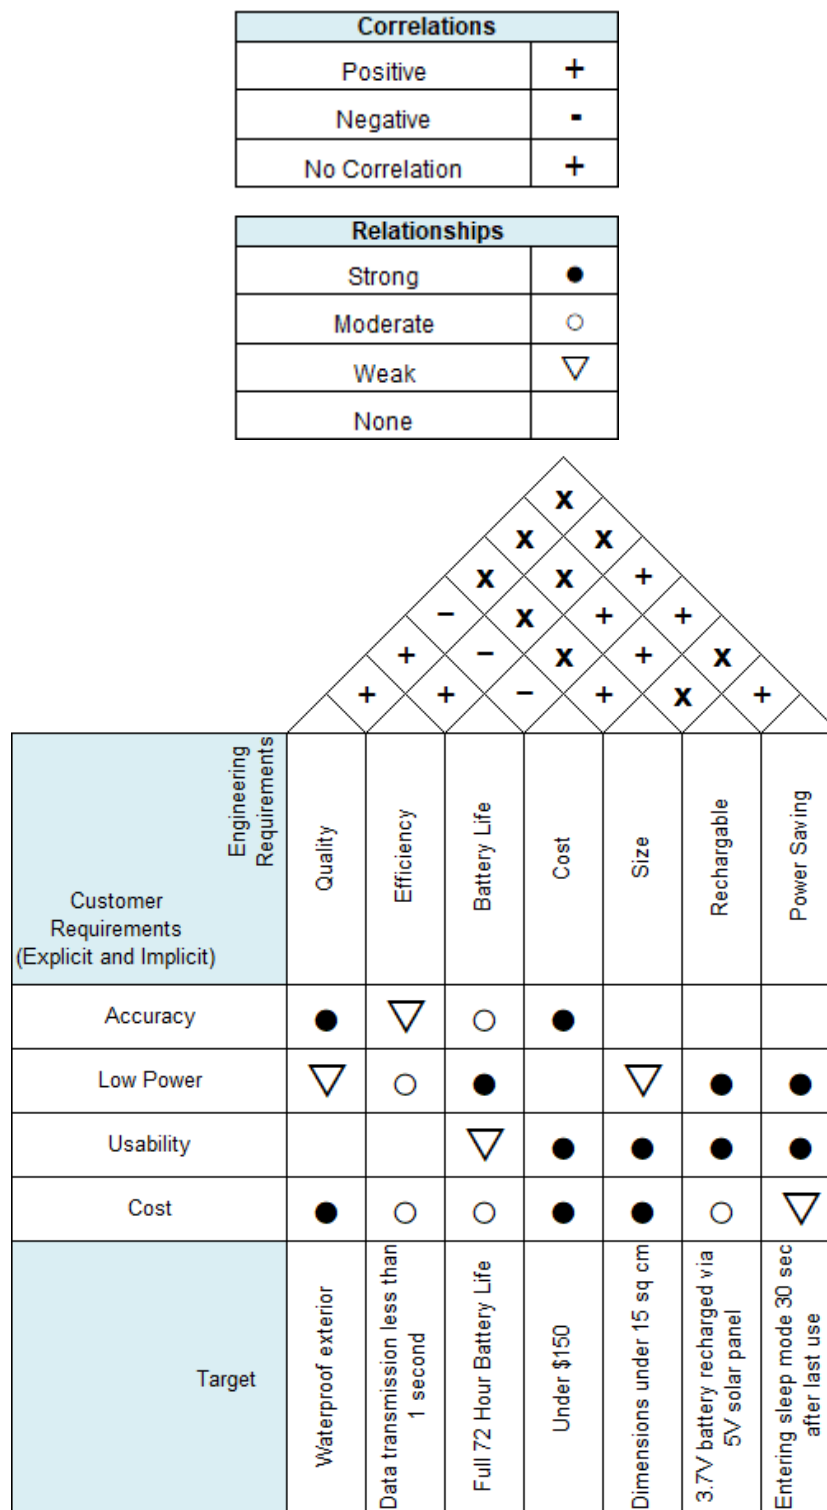 Correlations
Positive +
Negative -
No Correlation +
Relationships
Strong ●
Moderate ○
Weak ▽
None
x
x x
x x +
– x + +
+ – x + x
+ + – + x +
Engineering
Requirements
Customer
Requirements
(Explicit and Implicit)
Quality
Efficiency
Battery Life
Cost
Size
Rechargable
Power Saving
Accuracy ● ▽ ○ ●
Low Power ▽ ○ ● ▽ ● ●
Usability ▽ ● ● ● ●
Cost ● ○ ○ ● ● ○ ▽
Target
Waterproof exterior
Data transmission less than
1 second
Full 72 Hour Battery Life
Under $150
Dimensions under 15 sq cm
3.7V battery recharged via
5V solar panel
Entering sleep mode 30 sec
after last use